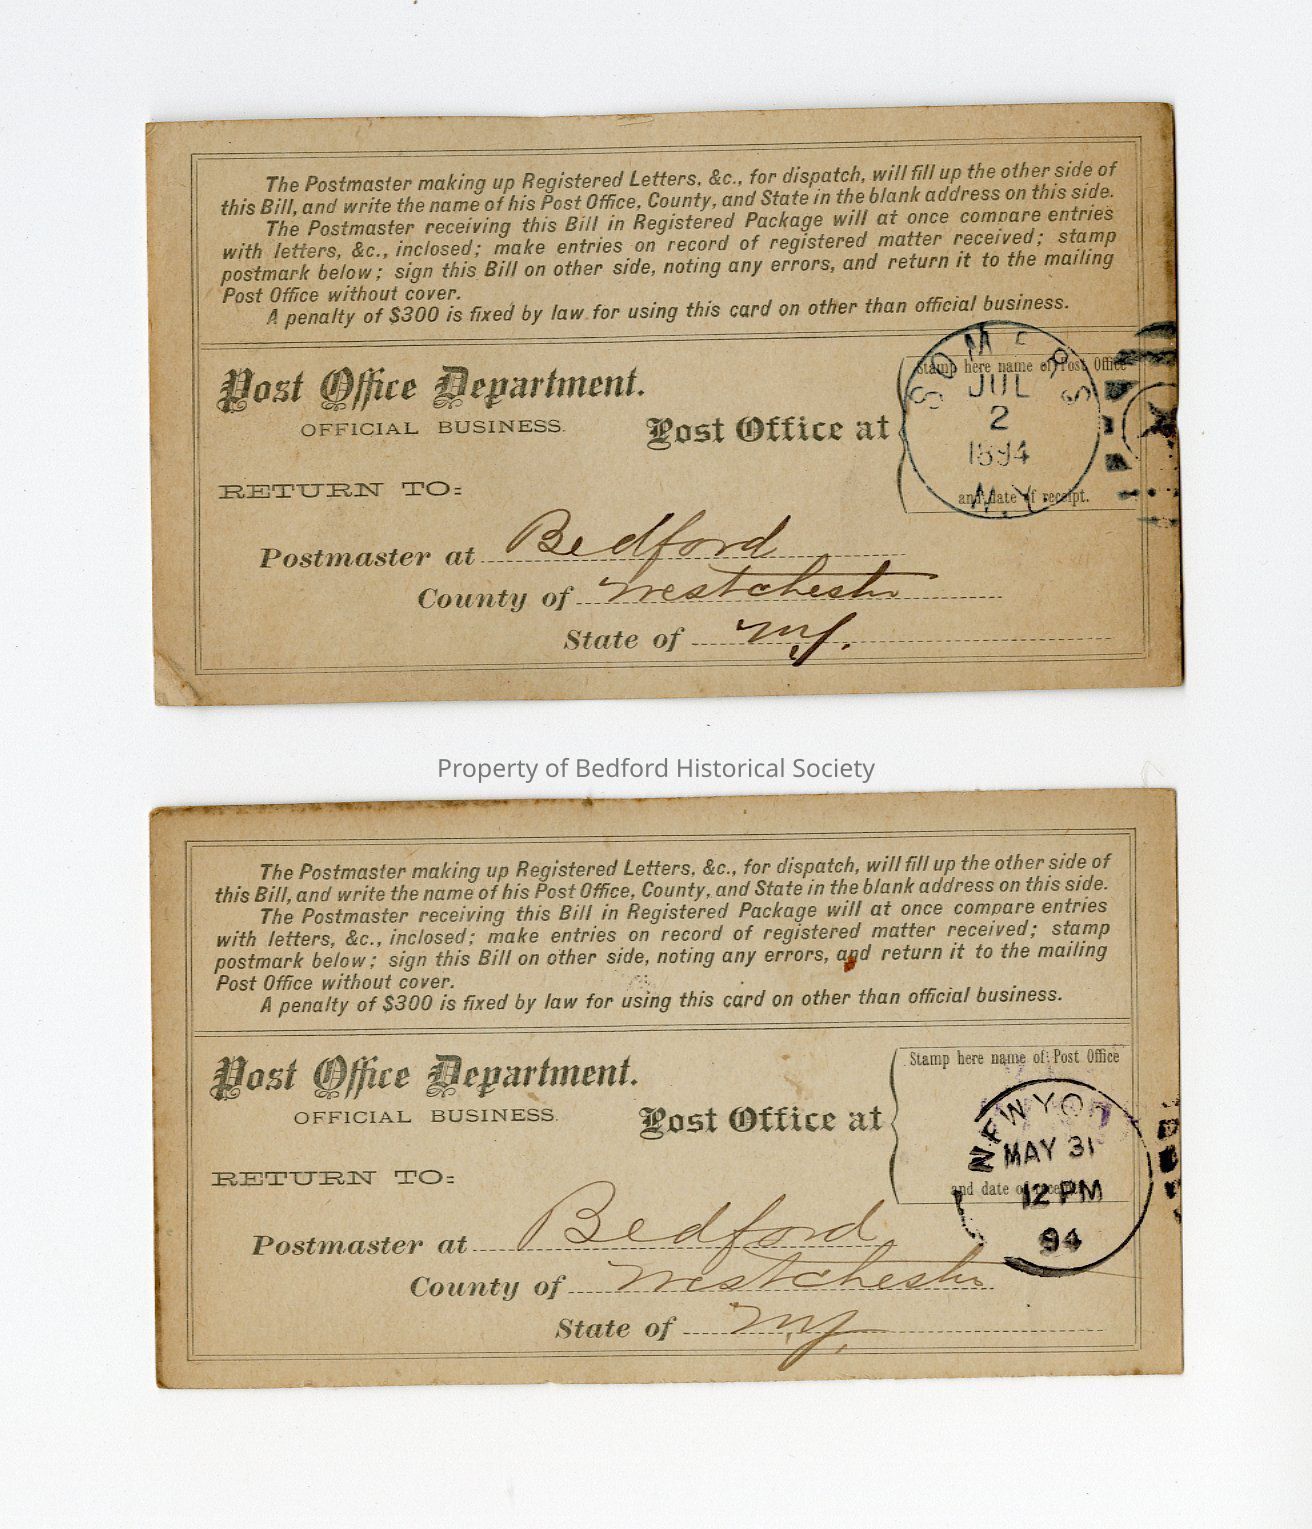 The Postmaster making up Registered Letters, &c., for dispatch, will fill up the other side of
this Bill, and write the name of his Post Office, County, and State in the blank address on this side.
The Postmaster receiving this Bill in Registered Package will at once compare entries
with letters, &c., inclosed; make entries on record of registered matter received; stamp
postmark below; sign this Bill on other side, noting any errors, and return it to the mailing
Post Office without cover.
A penalty of $300 is fixed by law for using this card on other than official business.
Post Office Department.
OFFICIAL BUSINESS.
Post Office at
Stamp here name of Post Office
and date of receipt.
SOMERS
JUL
2
1894
N.Y.
RETURN TO:
Postmaster at Bedford
County of Westchester
State of N.Y.
Property of Bedford Historical Society
The Postmaster making up Registered Letters, &c., for dispatch, will fill up the other side of
this Bill, and write the name of his Post Office, County, and State in the blank address on this side.
The Postmaster receiving this Bill in Registered Package will at once compare entries
with letters, &c., inclosed; make entries on record of registered matter received; stamp
postmark below; sign this Bill on other side, noting any errors, and return it to the mailing
Post Office without cover.
A penalty of $300 is fixed by law for using this card on other than official business.
Post Office Department.
OFFICIAL BUSINESS.
Post Office at
Stamp here name of Post Office
and date of
NEW YO
MAY 31
12 PM
94
RETURN TO:
Postmaster at Bedford
County of Westchester
State of N.Y.